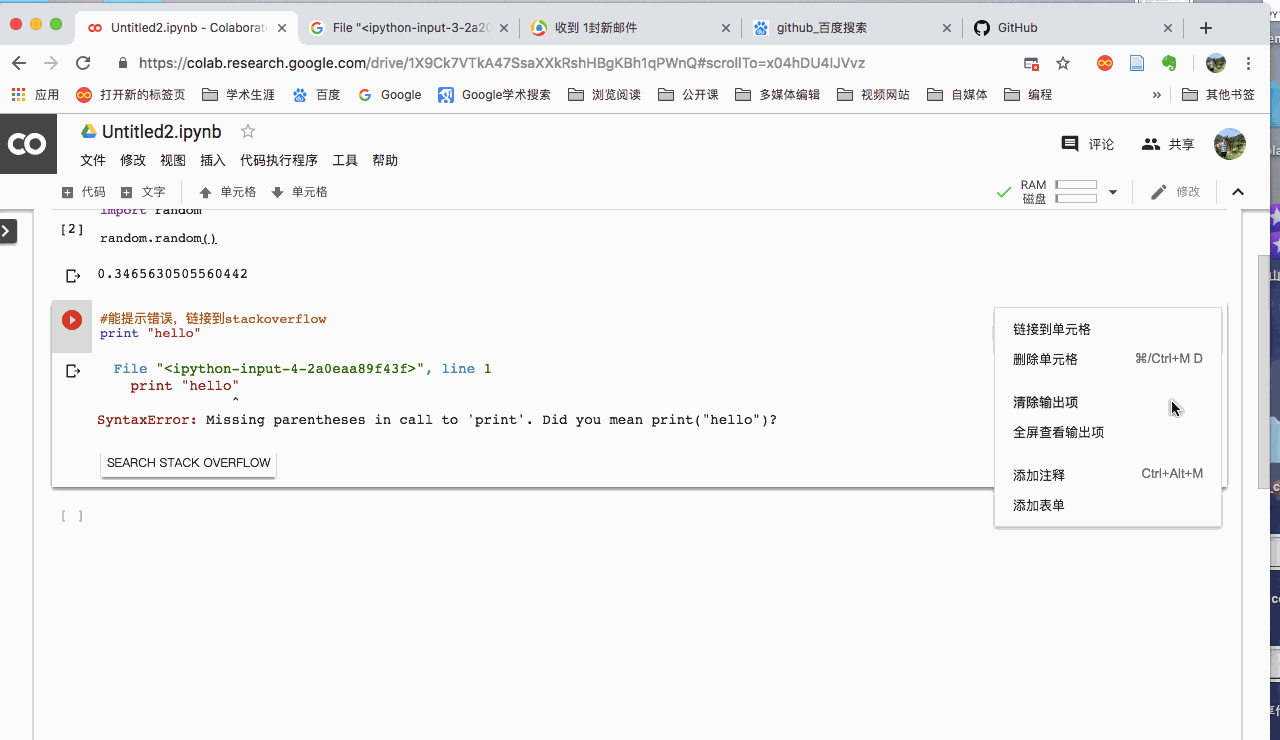 Untitled2.ipynb - Colaborat
File "<ipython-input-3-2a20
收到 1封新邮件
github_百度搜索
GitHub
https://colab.research.google.com/drive/1X9Ck7VTkA47SsaXXkRshHBgKBh1qPWnQ#scrollTo=x04hDU4lJVvz
应用 打开新的标签页 学术生涯 百度 Google Google学术搜索 浏览阅读 公开课 多媒体编辑 视频网站 自媒体 编程 » 其他书签
CO Untitled2.ipynb
评论 共享
文件 修改 视图 插入 代码执行程序 工具 帮助
代码 文字 单元格 单元格
RAM
磁盘
修改
import random
[2]
random.random()
0.3465630505560442
#能提示错误，链接到stackoverflow
print "hello"
File "<ipython-input-4-2a0eaa89f43f>", line 1
print "hello"
^
SyntaxError: Missing parentheses in call to 'print'. Did you mean print("hello")?
SEARCH STACK OVERFLOW
[ ]
链接到单元格
删除单元格 ⌘/Ctrl+M D
清除输出项
全屏查看输出项
添加注释 Ctrl+Alt+M
添加表单